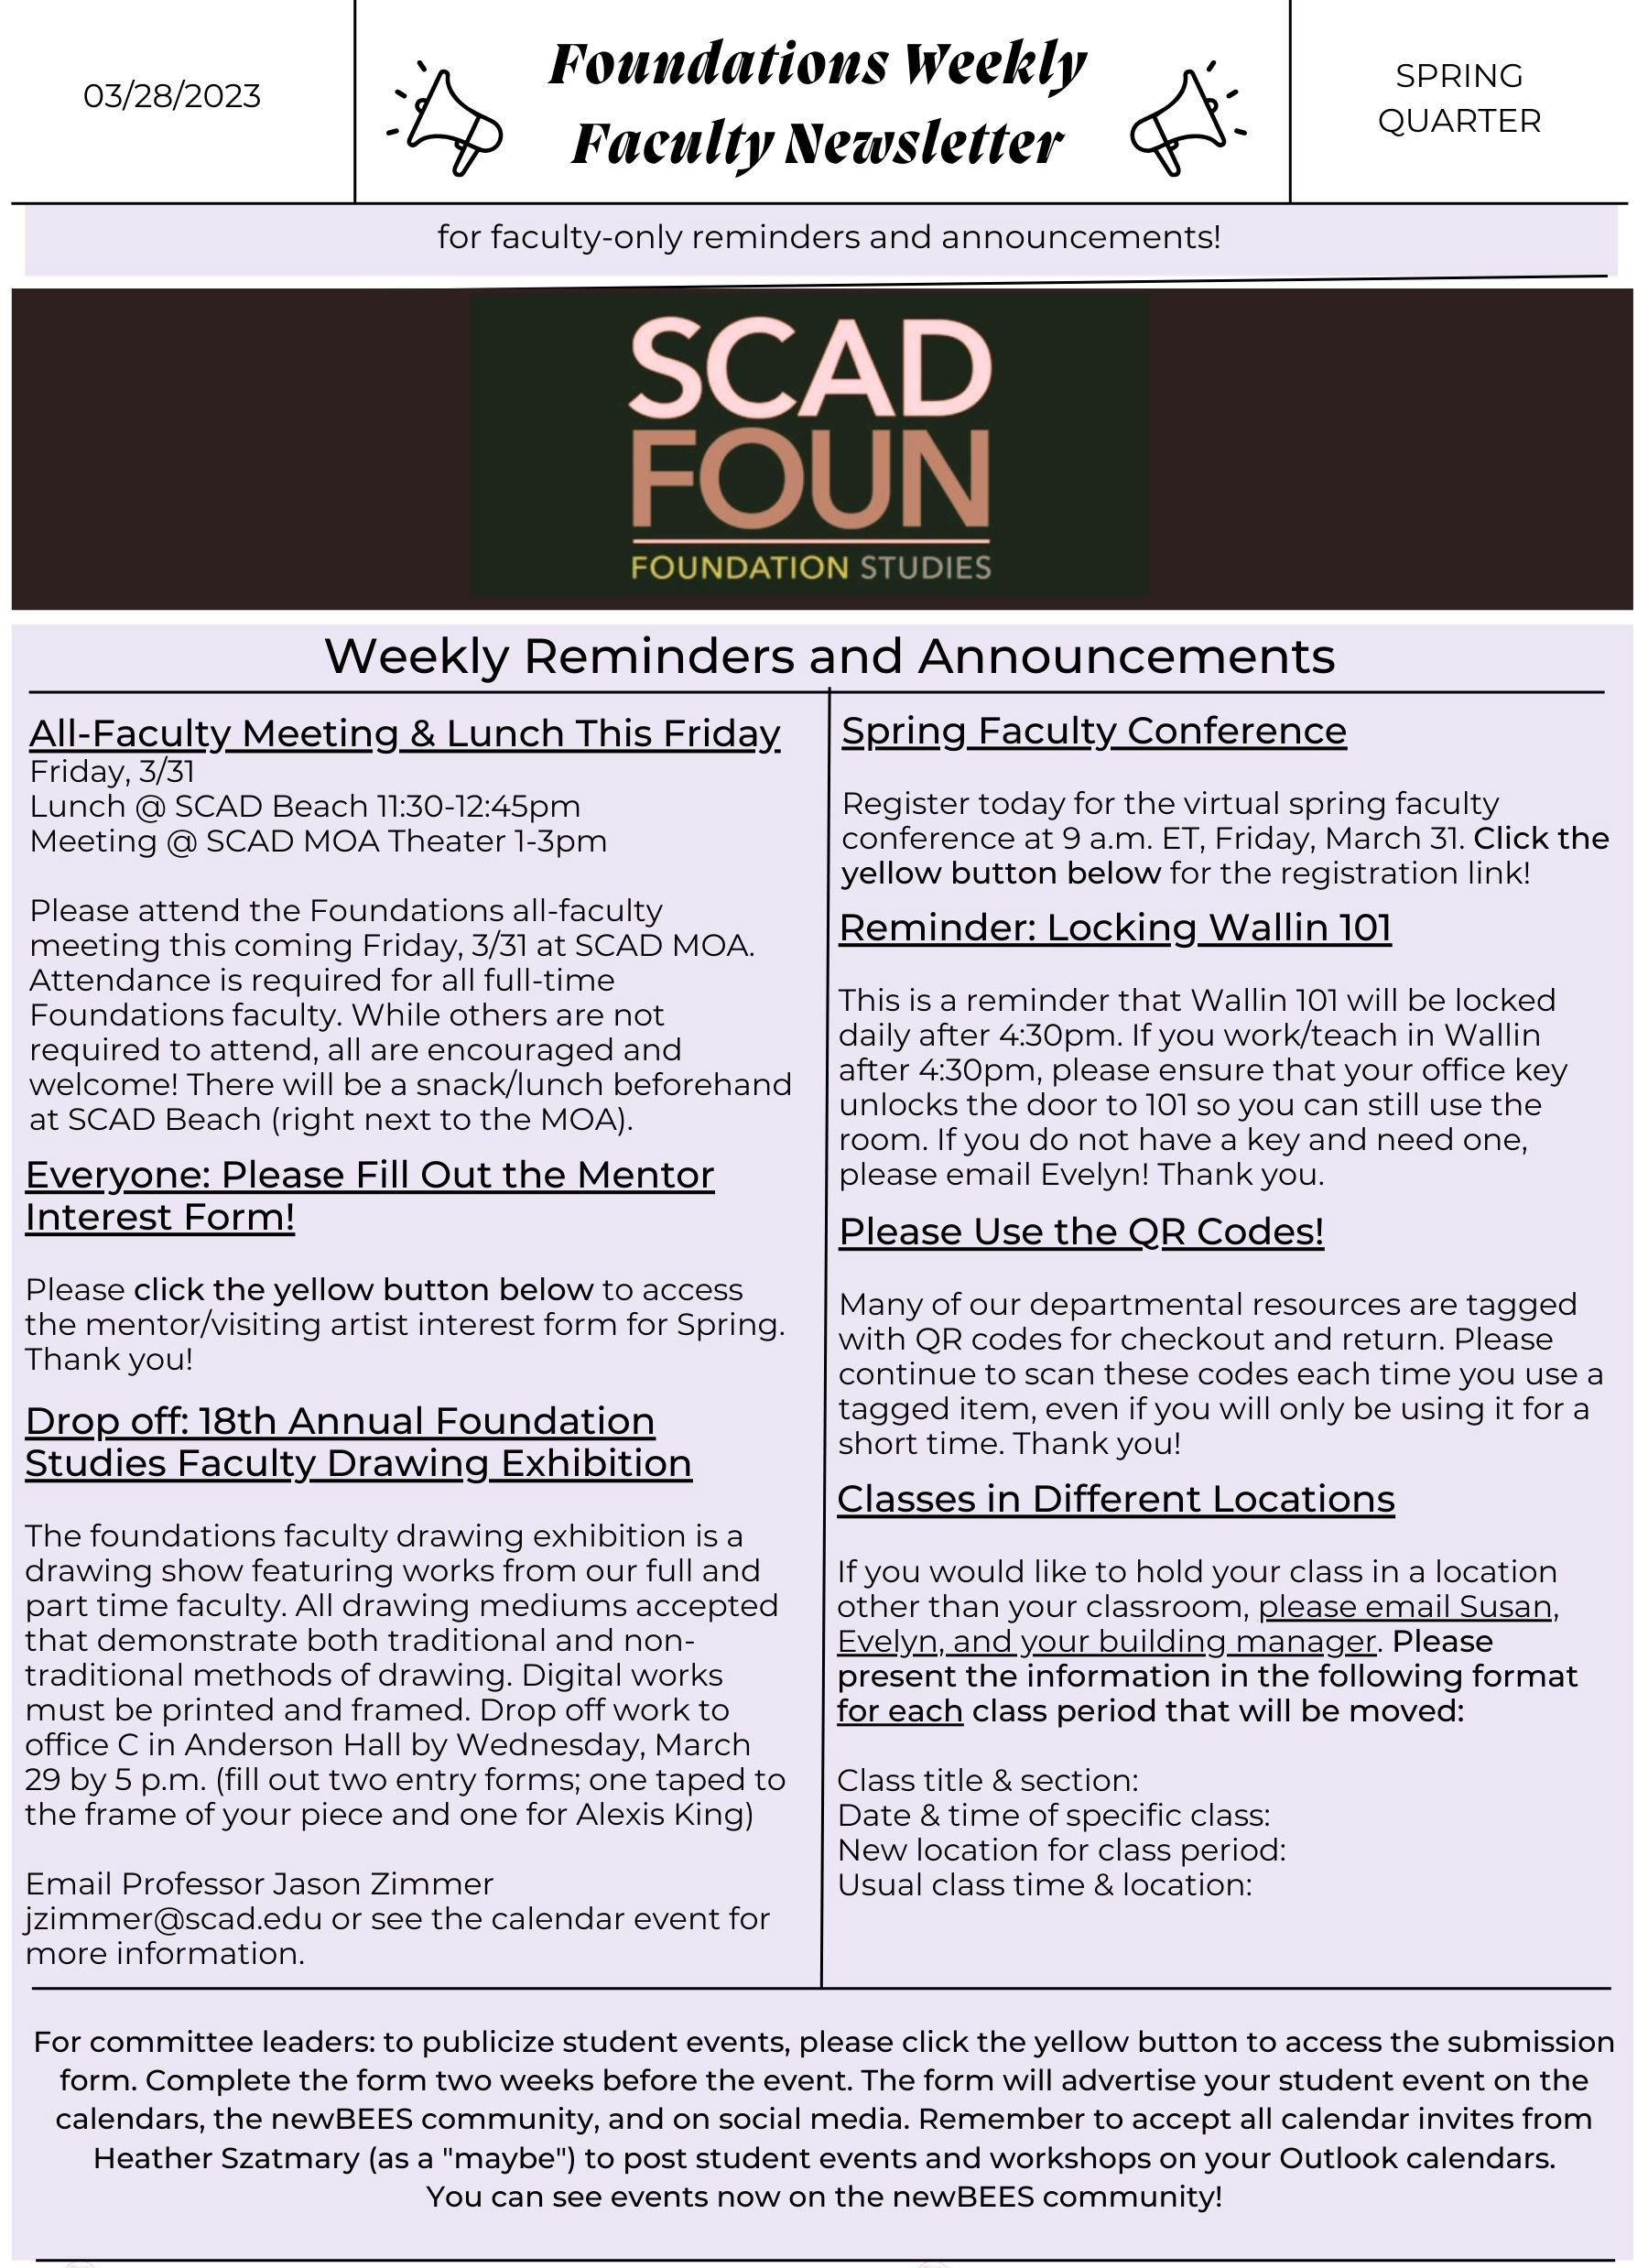 03/28/2023
Foundations Weekly
Faculty Newsletter
SPRING
QUARTER
for faculty-only reminders and announcements!
SCAD
FOUN
FOUNDATION STUDIES
Weekly Reminders and Announcements
All-Faculty Meeting & Lunch This Friday
Friday, 3/31
Lunch @ SCAD Beach 11:30-12:45pm
Meeting @ SCAD MOA Theater 1-3pm
Please attend the Foundations all-faculty
meeting this coming Friday, 3/31 at SCAD MOA.
Attendance is required for all full-time
Foundations faculty. While others are not
required to attend, all are encouraged and
welcome! There will be a snack/lunch beforehand
at SCAD Beach (right next to the MOA).
Everyone: Please Fill Out the Mentor
Interest Form!
Please click the yellow button below to access
the mentor/visiting artist interest form for Spring.
Thank you!
Drop off: 18th Annual Foundation
Studies Faculty Drawing Exhibition
The foundations faculty drawing exhibition is a
drawing show featuring works from our full and
part time faculty. All drawing mediums accepted
that demonstrate both traditional and non-
traditional methods of drawing. Digital works
must be printed and framed. Drop off work to
office C in Anderson Hall by Wednesday, March
29 by 5 p.m. (fill out two entry forms; one taped to
the frame of your piece and one for Alexis King)
Email Professor Jason Zimmer
jzimmer@scad.edu or see the calendar event for
more information.
Spring Faculty Conference
Register today for the virtual spring faculty
conference at 9 a.m. ET, Friday, March 31. Click the
yellow button below for the registration link!
Reminder: Locking Wallin 101
This is a reminder that Wallin 101 will be locked
daily after 4:30pm. If you work/teach in Wallin
after 4:30pm, please ensure that your office key
unlocks the door to 101 so you can still use the
room. If you do not have a key and need one,
please email Evelyn! Thank you.
Please Use the QR Codes!
Many of our departmental resources are tagged
with QR codes for checkout and return. Please
continue to scan these codes each time you use a
tagged item, even if you will only be using it for a
short time. Thank you!
Classes in Different Locations
If you would like to hold your class in a location
other than your classroom, please email Susan,
Evelyn, and your building manager. Please
present the information in the following format
for each class period that will be moved:
Class title & section:
Date & time of specific class:
New location for class period:
Usual class time & location:
For committee leaders: to publicize student events, please click the yellow button to access the submission
form. Complete the form two weeks before the event. The form will advertise your student event on the
calendars, the newBEES community, and on social media. Remember to accept all calendar invites from
Heather Szatmary (as a "maybe") to post student events and workshops on your Outlook calendars.
You can see events now on the newBEES community!